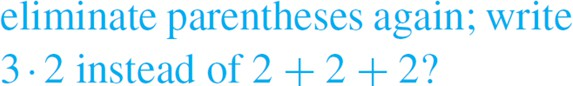 eliminate parentheses again; write
3 · 2 instead of 2 + 2 + 2?